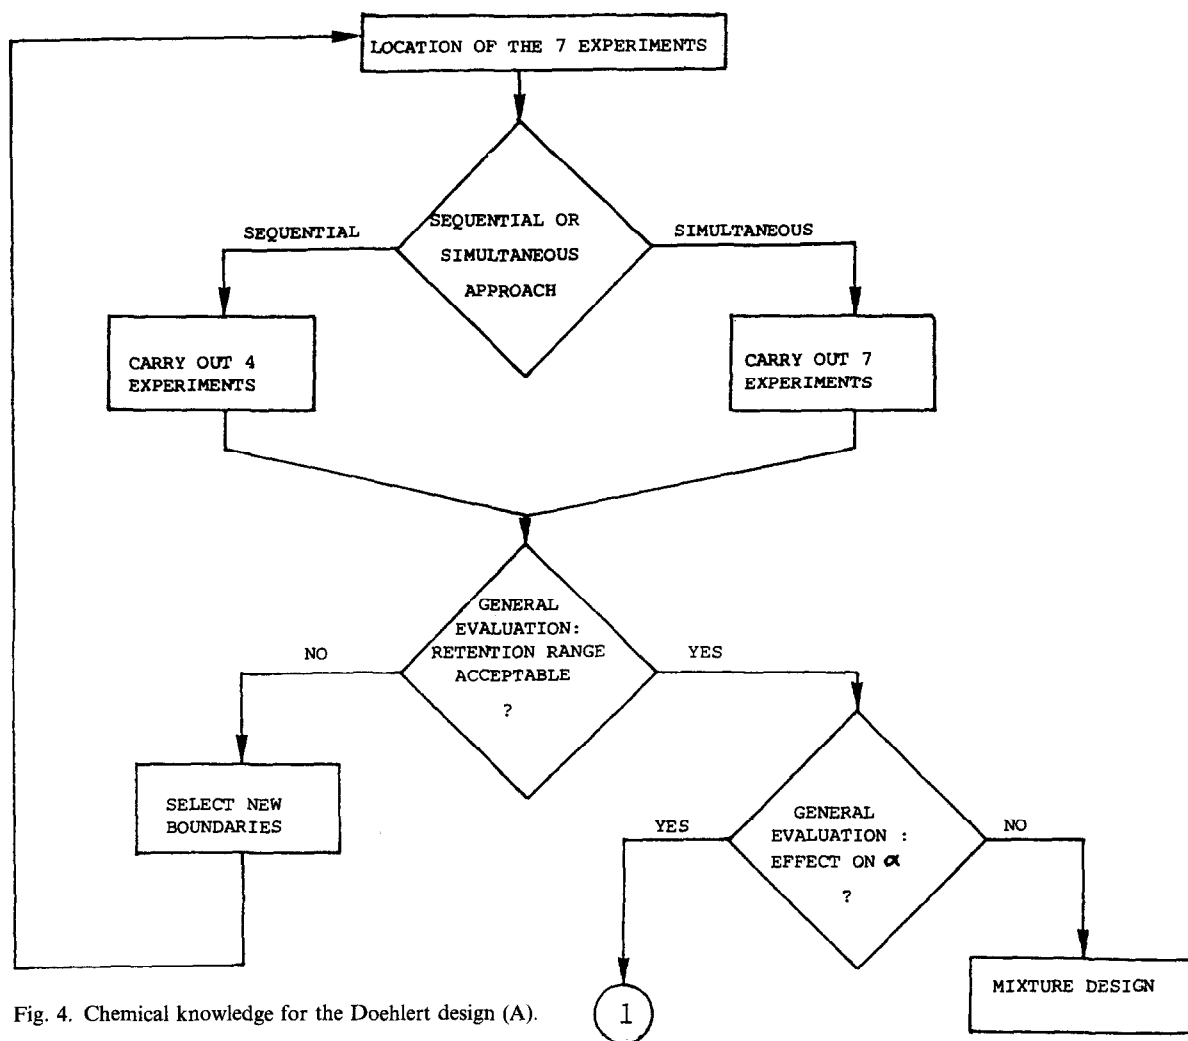 LOCATION OF THE 7 EXPERIMENTS
SEQUENTIAL OR
SIMULTANEOUS
APPROACH
SEQUENTIAL
SIMULTANEOUS
CARRY OUT 4
EXPERIMENTS
CARRY OUT 7
EXPERIMENTS
GENERAL
EVALUATION:
RETENTION RANGE
ACCEPTABLE
?
NO
YES
SELECT NEW
BOUNDARIES
GENERAL
EVALUATION :
EFFECT ON α
?
YES
NO
1
MIXTURE DESIGN
Fig. 4. Chemical knowledge for the Doehlert design (A).